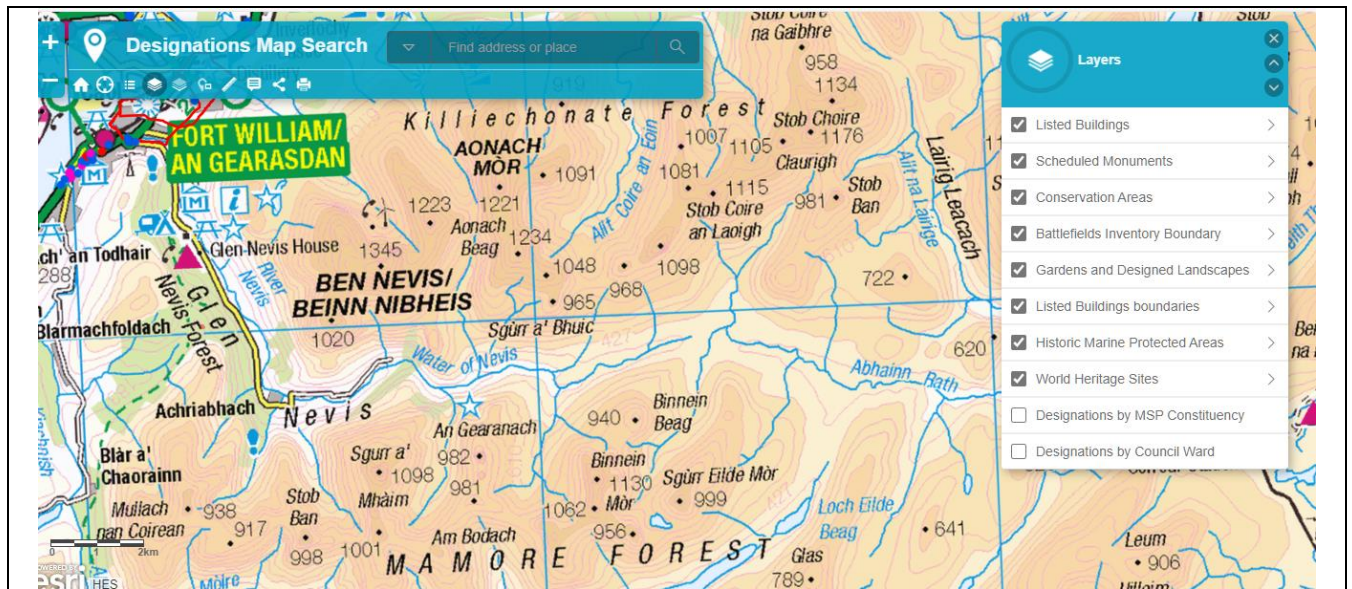 Designations Map Search
Find address or place
Layers
Listed Buildings
Scheduled Monuments
Conservation Areas
Battlefields Inventory Boundary
Gardens and Designed Landscapes
Listed Buildings boundaries
Historic Marine Protected Areas
World Heritage Sites
Designations by MSP Constituency
Designations by Council Ward
Stob Coire
na Gaibhre
958
1134
919
Killiechonate Forest
FORT WILLIAM/
AN GEARASDAN
AONACH
MÒR
1091
1007
1105
Stob Choire
1176
Claurigh
1081
1115
Stob Coire
an Laoigh
981
Stob
Ban
Allt na Lairige
Lairig Leacach
Allt Coire an Eoin
1223
1221
Aonach
Beag
1234
1345
Glen Nevis House
River
Nevis
Glen
Nevis Forest
ch' an Todhair
288
BEN NEVIS/
BEINN NIBHEIS
1048
1098
965
968
722
Blarmachfoldach
1020
Sgùrr a' Bhuic
Water of Nevis
620
Abhainn Rath
Achriabhach
Nevis
An Gearanach
940
Binnein
Beag
Blàr a'
Chaorainn
Sgurr a'
Mhàim
1098
982
981
Binnein
Mòr
1130
Sgùrr Eilde Mòr
999
Mullach
nan Coirean
938
917
Stob
Ban
998
1001
1062
956
Am Bodach
Loch Eilde
Beag
641
MAMORE FOREST
Glas
789
Leum
906
0 1 2km
POWERED BY
esri
HES